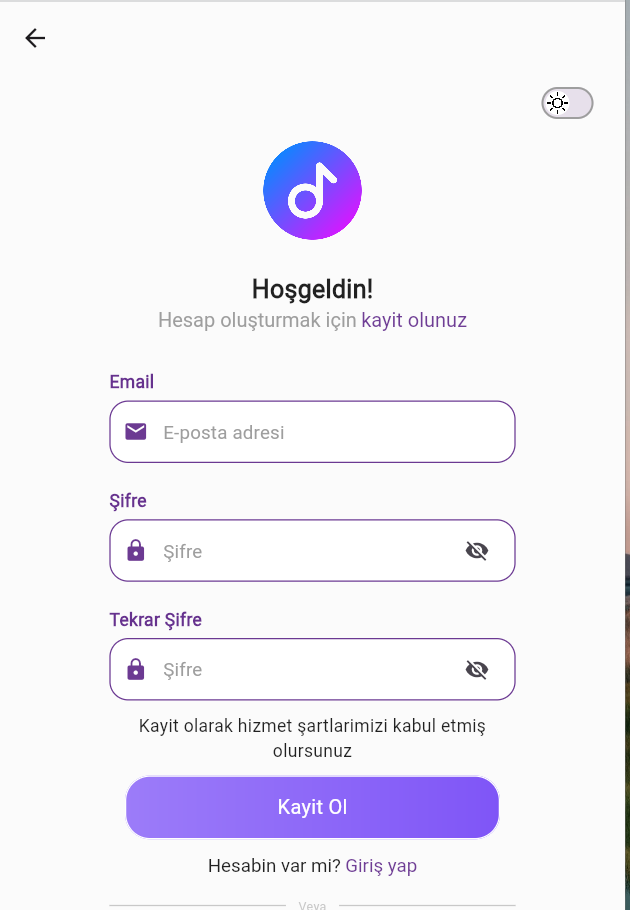 Hoşgeldin!
Hesap oluşturmak için kayit olunuz
Email
E-posta adresi
Şifre
Şifre
Tekrar Şifre
Şifre
Kayit olarak hizmet şartlarimizi kabul etmiş
olursunuz
Kayit Ol
Hesabin var mi? Giriş yap
Veya